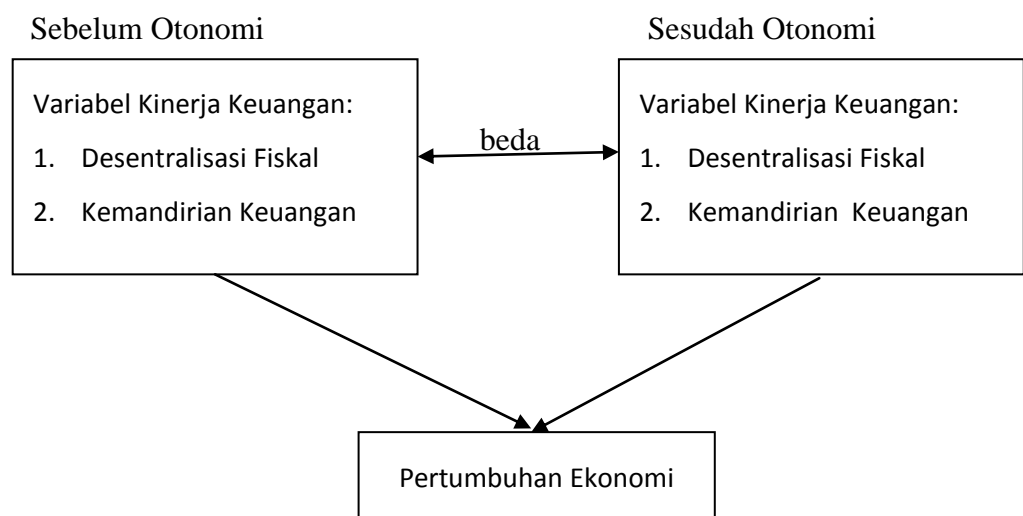 Sebelum Otonomi
Sesudah Otonomi
Variabel Kinerja Keuangan:
1. Desentralisasi Fiskal
2. Kemandirian Keuangan
beda
Variabel Kinerja Keuangan:
1. Desentralisasi Fiskal
2. Kemandirian Keuangan
Pertumbuhan Ekonomi